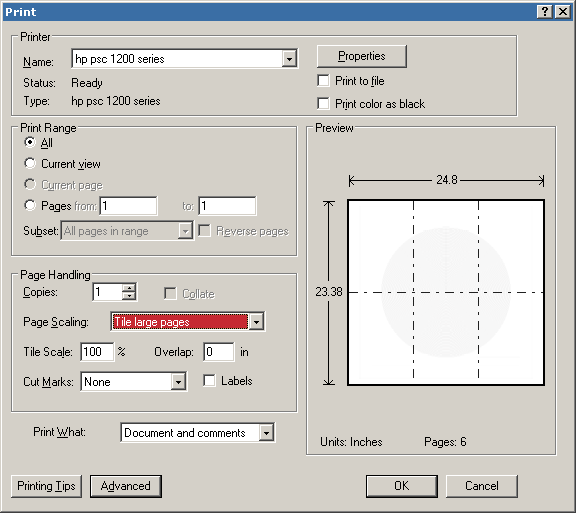 Print
Printer
Name: hp psc 1200 series Properties
Status: Ready Print to file
Type: hp psc 1200 series Print color as black
Print Range Preview
All
Current view
Current page
Pages from: 1 to: 1
Subset: All pages in range Reverse pages
24.8
23.38
Page Handling
Copies: 1 Collate
Page Scaling: Tile large pages
Tile Scale: 100 % Overlap: 0 in
Cut Marks: None Labels
Print What: Document and comments
Units: Inches Pages: 6
Printing Tips Advanced OK Cancel